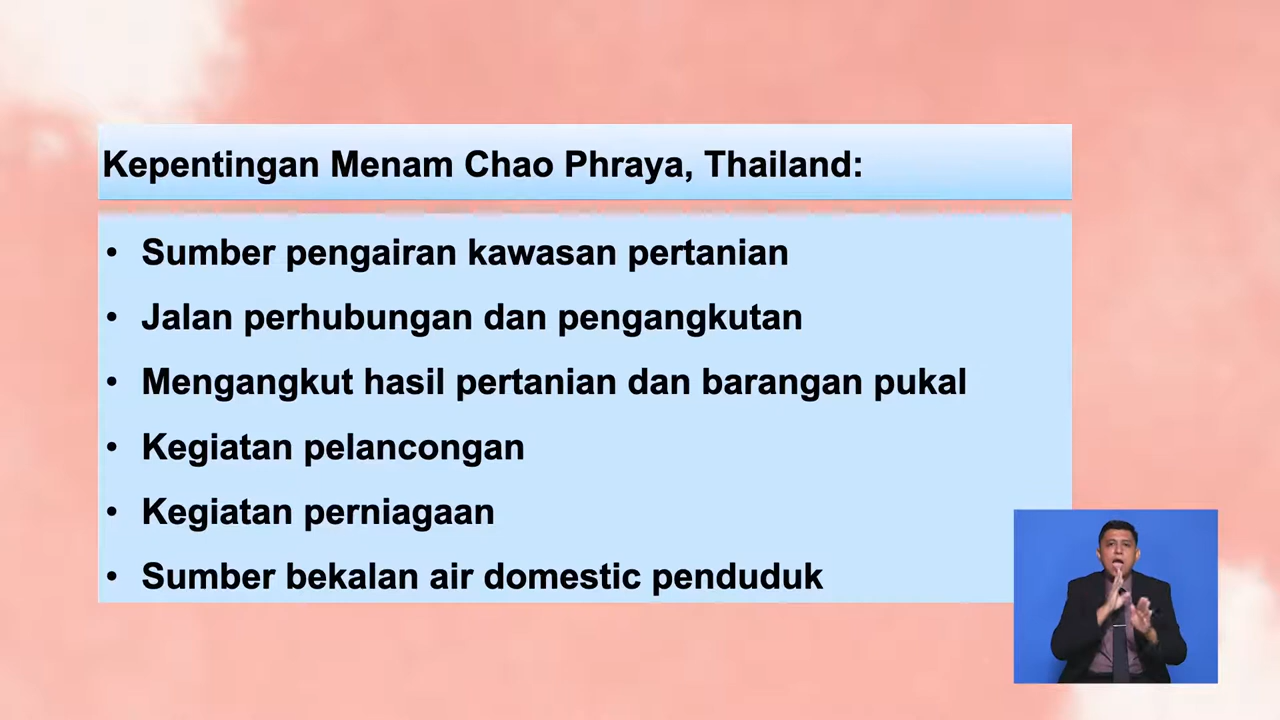 Kepentingan Menam Chao Phraya, Thailand:
• Sumber pengairan kawasan pertanian
• Jalan perhubungan dan pengangkutan
• Mengangkut hasil pertanian dan barangan pukal
• Kegiatan pelancongan
• Kegiatan perniagaan
• Sumber bekalan air domestic penduduk